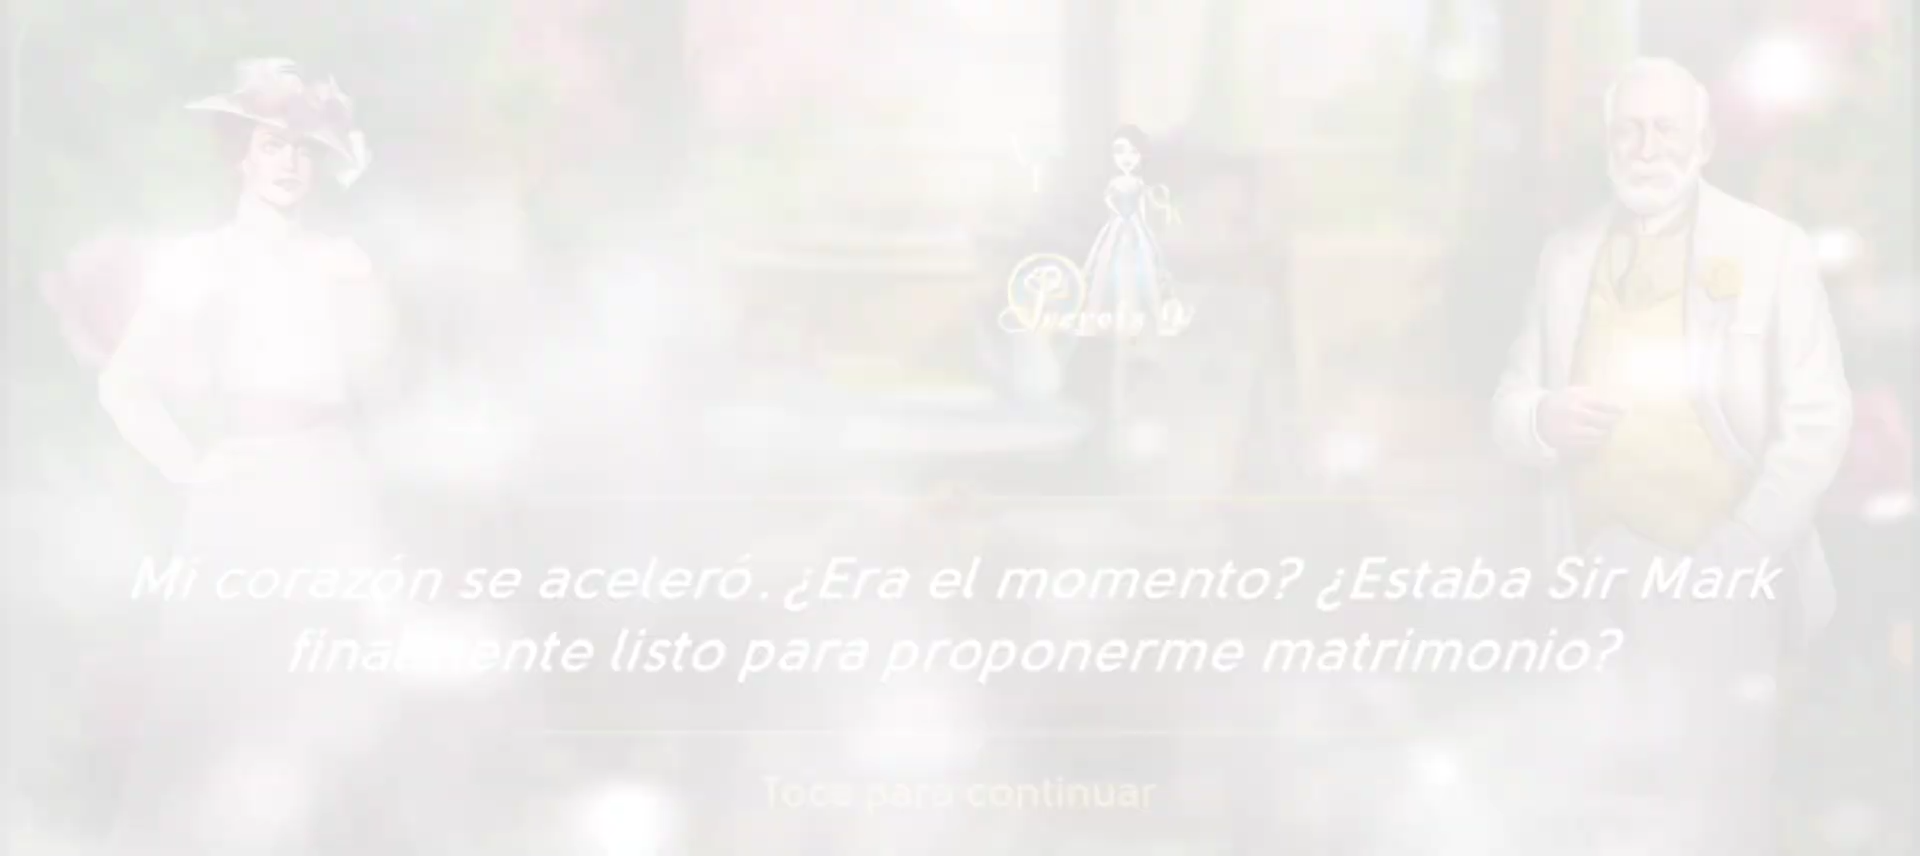 Mi corazón se aceleró. ¿Era el momento? ¿Estaba Sir Mark
finalmente listo para proponerme matrimonio?
Toca para continuar